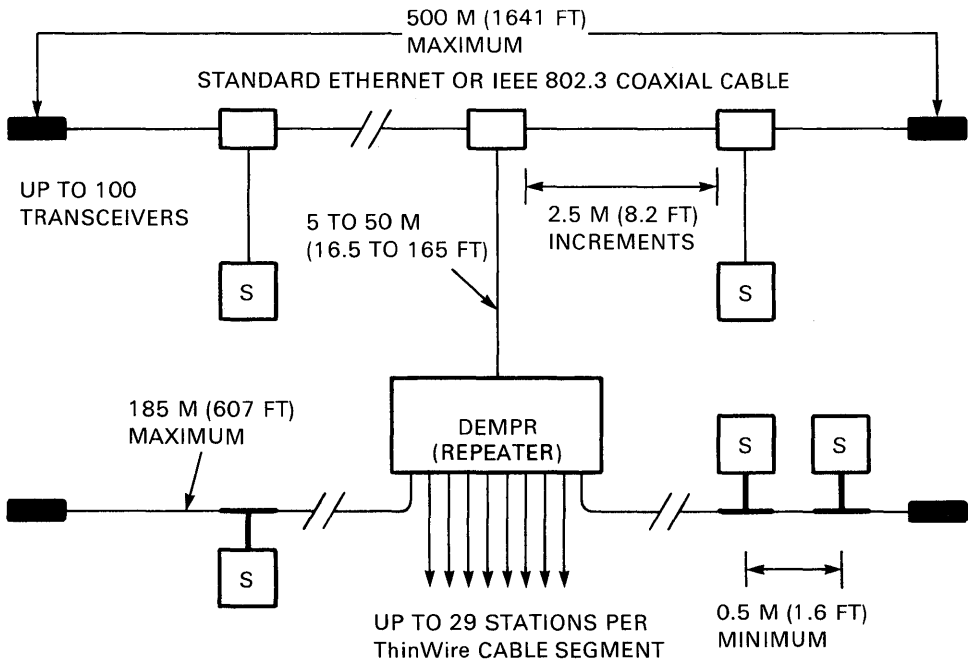 500 M (1641 FT)
MAXIMUM
STANDARD ETHERNET OR IEEE 802.3 COAXIAL CABLE
UP TO 100
TRANSCEIVERS
5 TO 50 M
(16.5 TO 165 FT)
2.5 M (8.2 FT)
INCREMENTS
S
S
185 M (607 FT)
MAXIMUM
DEMPR
(REPEATER)
S
S
S
UP TO 29 STATIONS PER
ThinWire CABLE SEGMENT
0.5 M (1.6 FT)
MINIMUM